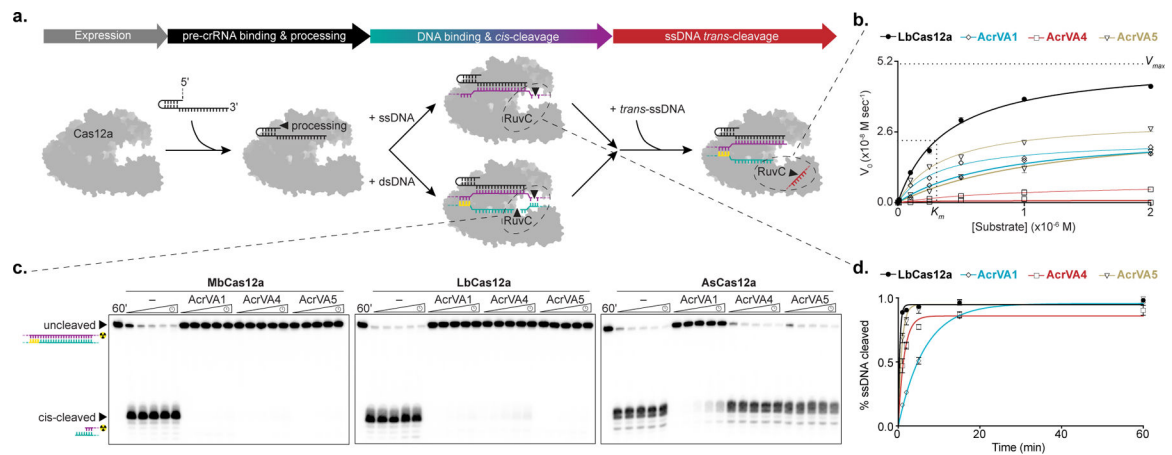 a.
Expression
pre-crRNA binding & processing
DNA binding & cis-cleavage
ssDNA trans-cleavage
5'
3'
Cas12a
processing
+ ssDNA
+ dsDNA
RuvC
RuvC
+ trans-ssDNA
RuvC
b.
LbCas12a AcrVA1 AcrVA4 AcrVA5
Vmax
5.2
2.6
0.0
V0 (x10⁻⁸ M sec⁻¹)
0 Km 1 2
[Substrate] (x10⁻⁶ M)
c.
MbCas12a LbCas12a AsCas12a
60' – AcrVA1 AcrVA4 AcrVA5 60' – AcrVA1 AcrVA4 AcrVA5 60' – AcrVA1 AcrVA4 AcrVA5
uncleaved
cis-cleaved
d.
LbCas12a AcrVA1 AcrVA4 AcrVA5
1.0
0.5
0.0
% ssDNA cleaved
0 20 40 60
Time (min)